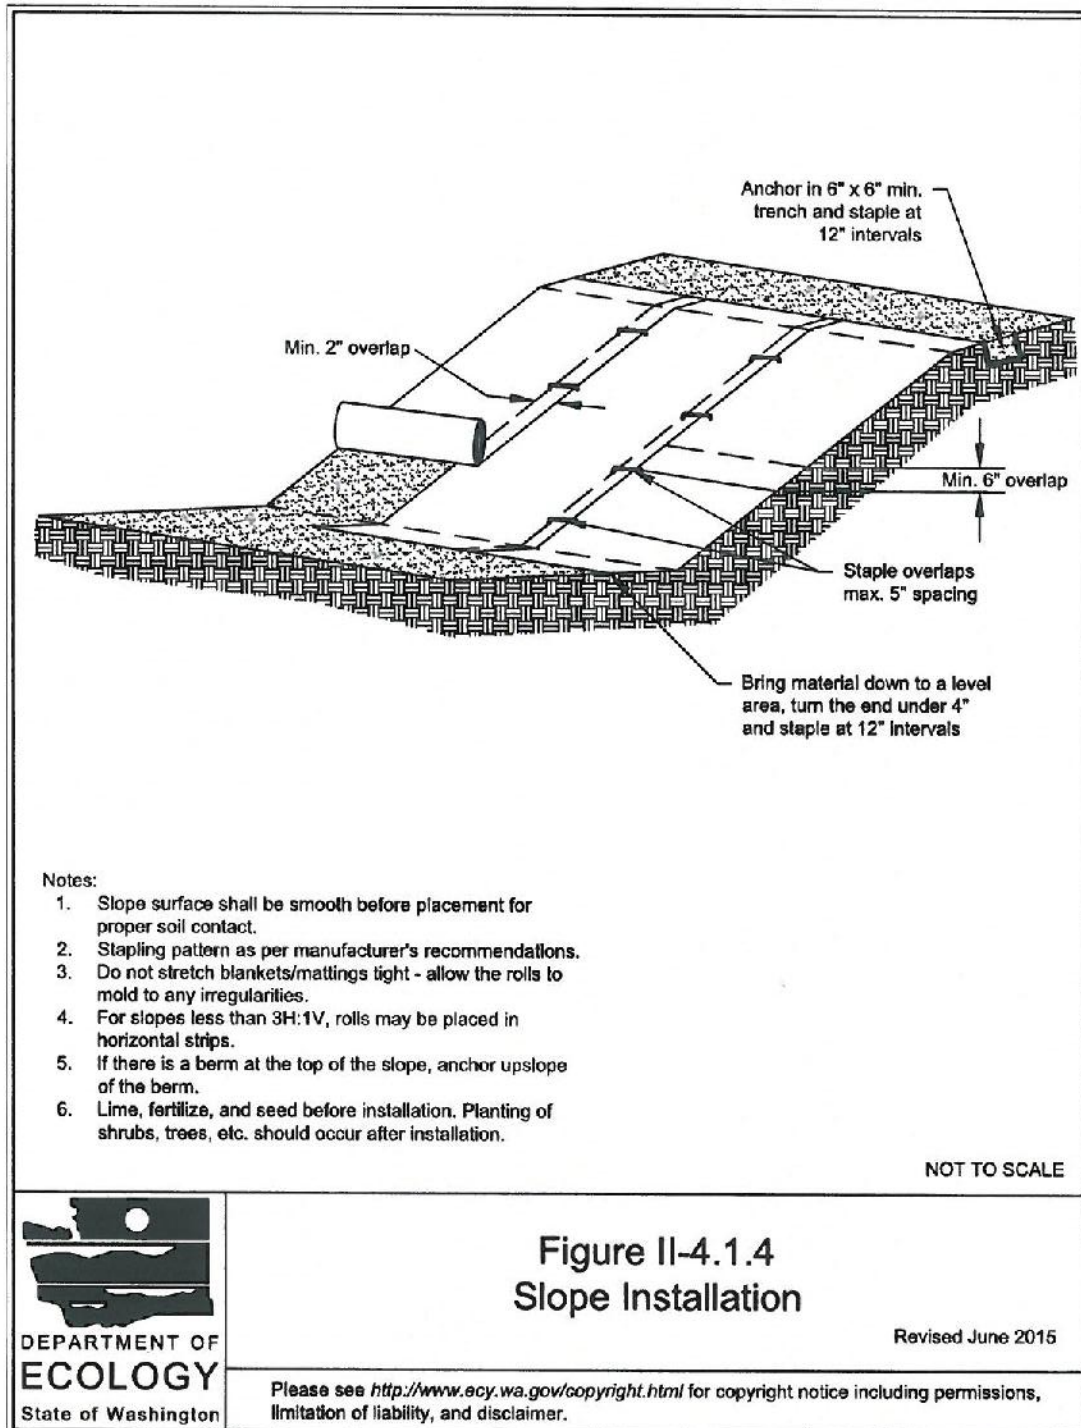 Anchor in 6" x 6" min.
trench and staple at
12" intervals
Min. 2" overlap
Min. 6" overlap
Staple overlaps
max. 5" spacing
Bring material down to a level
area, turn the end under 4"
and staple at 12" intervals
Notes:
1. Slope surface shall be smooth before placement for
proper soil contact.
2. Stapling pattern as per manufacturer's recommendations.
3. Do not stretch blankets/mattings tight - allow the rolls to
mold to any irregularities.
4. For slopes less than 3H:1V, rolls may be placed in
horizontal strips.
5. If there is a berm at the top of the slope, anchor upslope
of the berm.
6. Lime, fertilize, and seed before installation. Planting of
shrubs, trees, etc. should occur after installation.
NOT TO SCALE
DEPARTMENT OF
ECOLOGY
State of Washington
Figure II-4.1.4
Slope Installation
Revised June 2015
Please see http://www.ecy.wa.gov/copyright.html for copyright notice including permissions,
limitation of liability, and disclaimer.